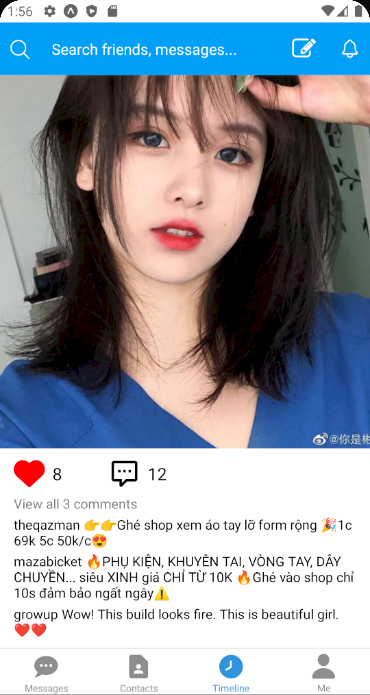 1:56
Search friends, messages...
@你是彬
8
12
View all 3 comments
theqazman 👉👉Ghé shop xem áo tay lỡ form rộng 🎉1c
69k 5c 50k/c😍
mazabicket 🔥PHỤ KIỆN, KHUYÊN TAI, VÒNG TAY, DÂY
CHUYỀN... siêu XINH giá CHỈ TỪ 10K 🔥Ghé vào shop chỉ
10s đảm bảo ngất ngây⚠️
growup Wow! This build looks fire. This is beautiful girl.
❤️❤️
Messages
Contacts
Timeline
Me